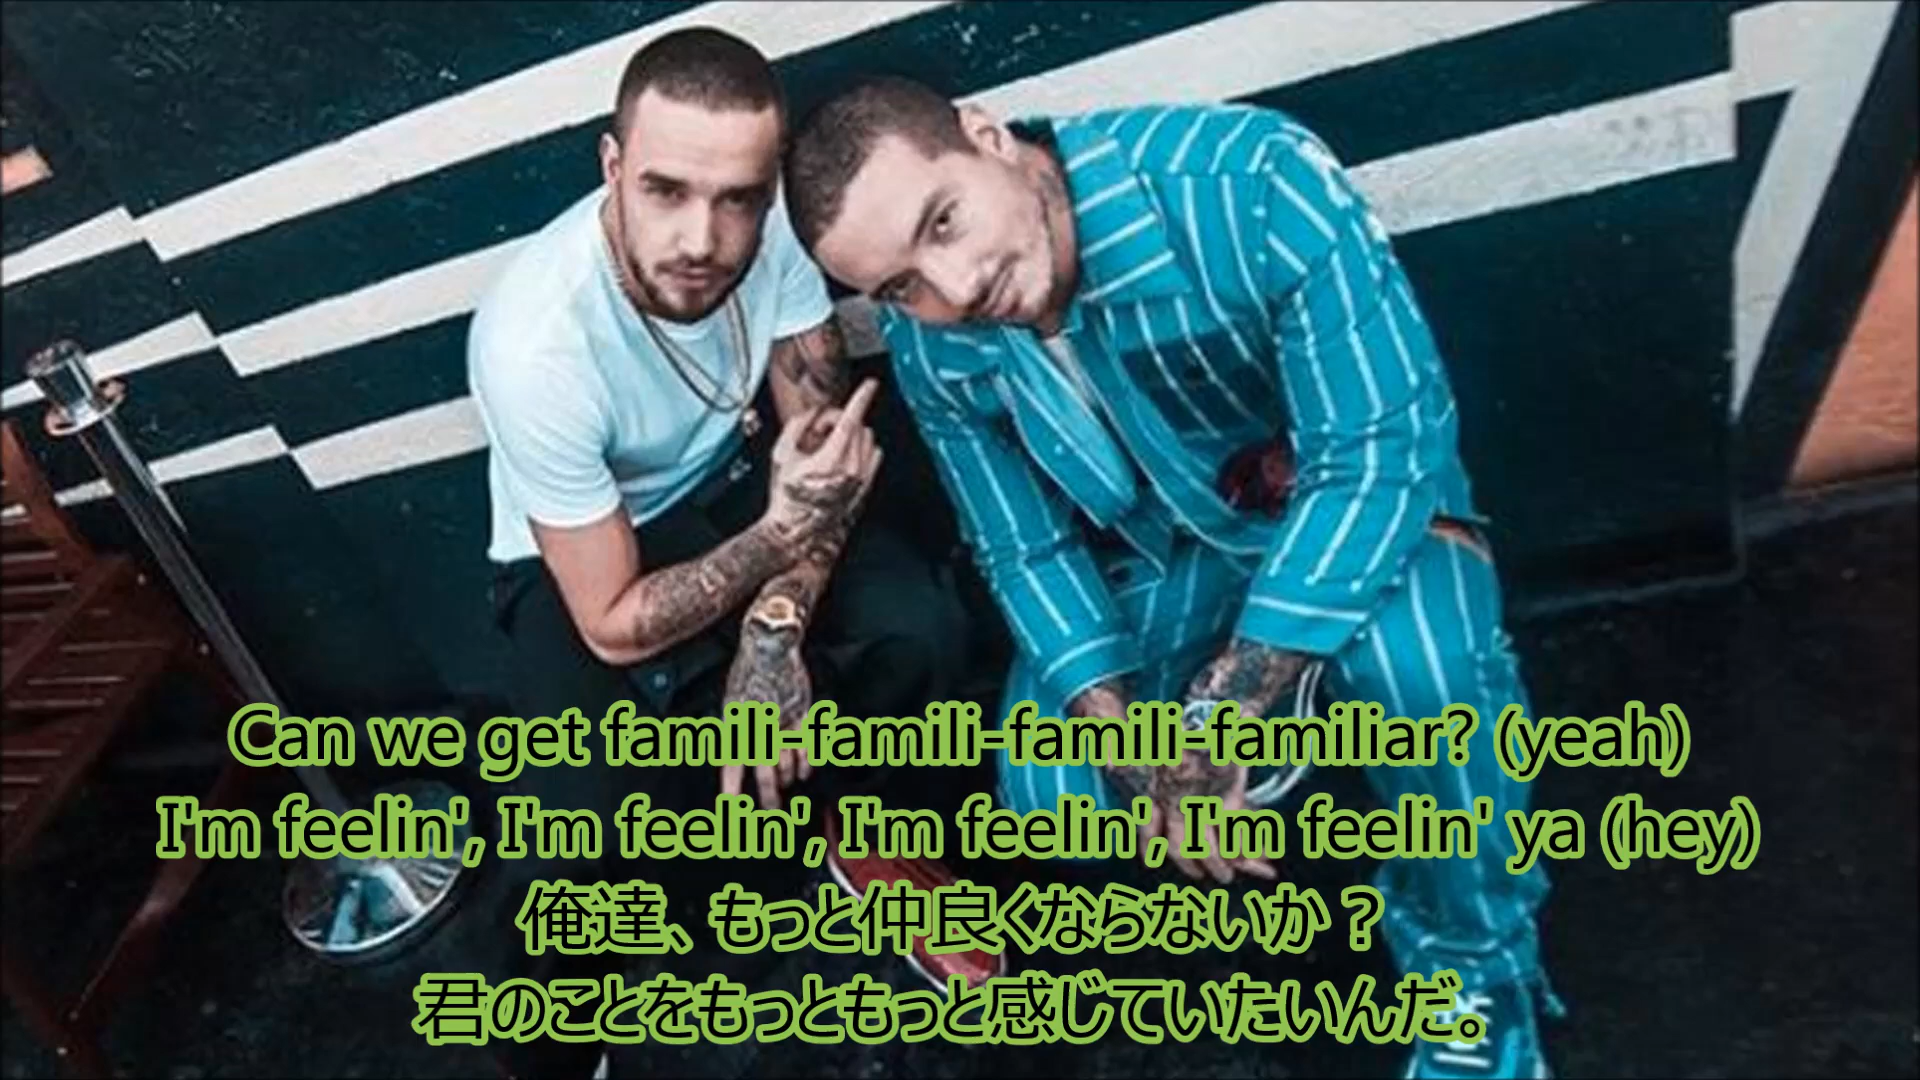 Can we get famili-famili-famili-familiar? (yeah)
I'm feelin', I'm feelin', I'm feelin', I'm feelin' ya (hey)
俺達、もっと仲良くならないか？
君のことをもっともっと感じていたいんだ。